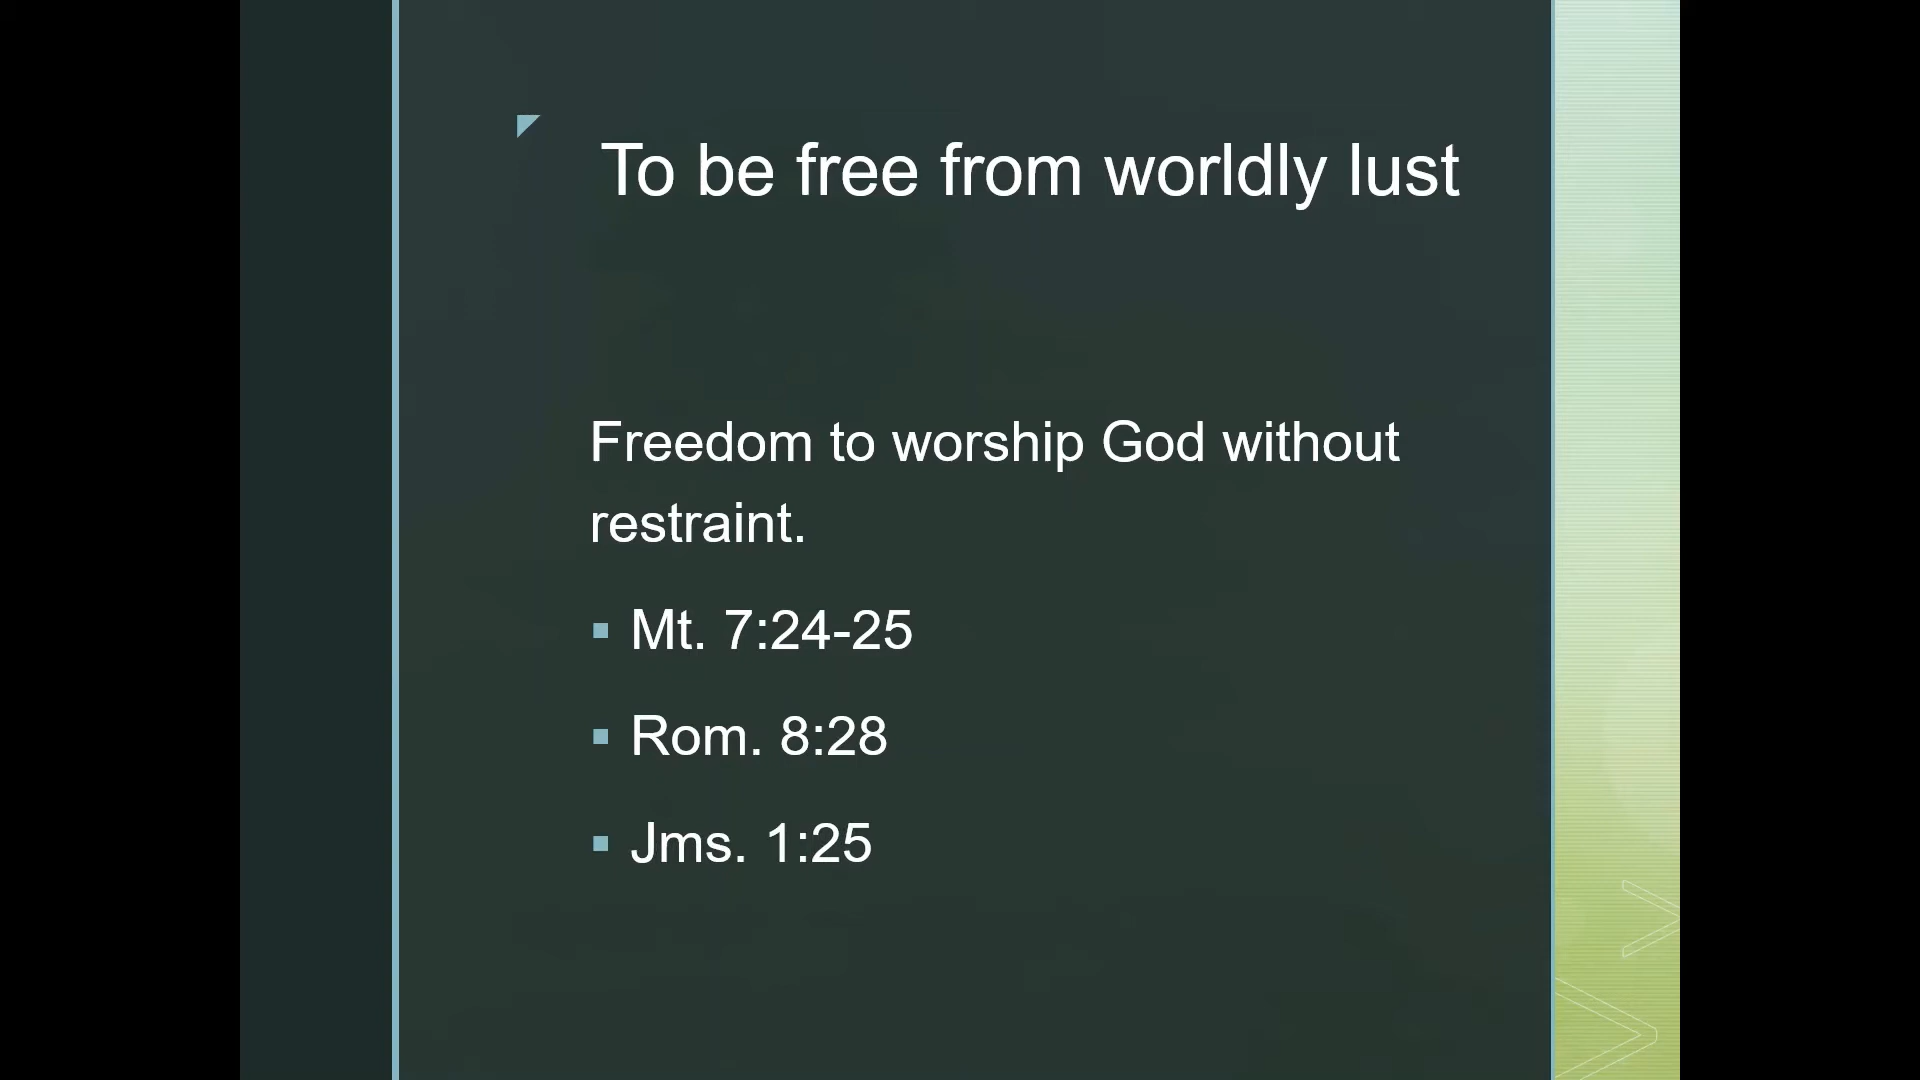 To be free from worldly lust
Freedom to worship God without
restraint.
Mt. 7:24-25
Rom. 8:28
Jms. 1:25